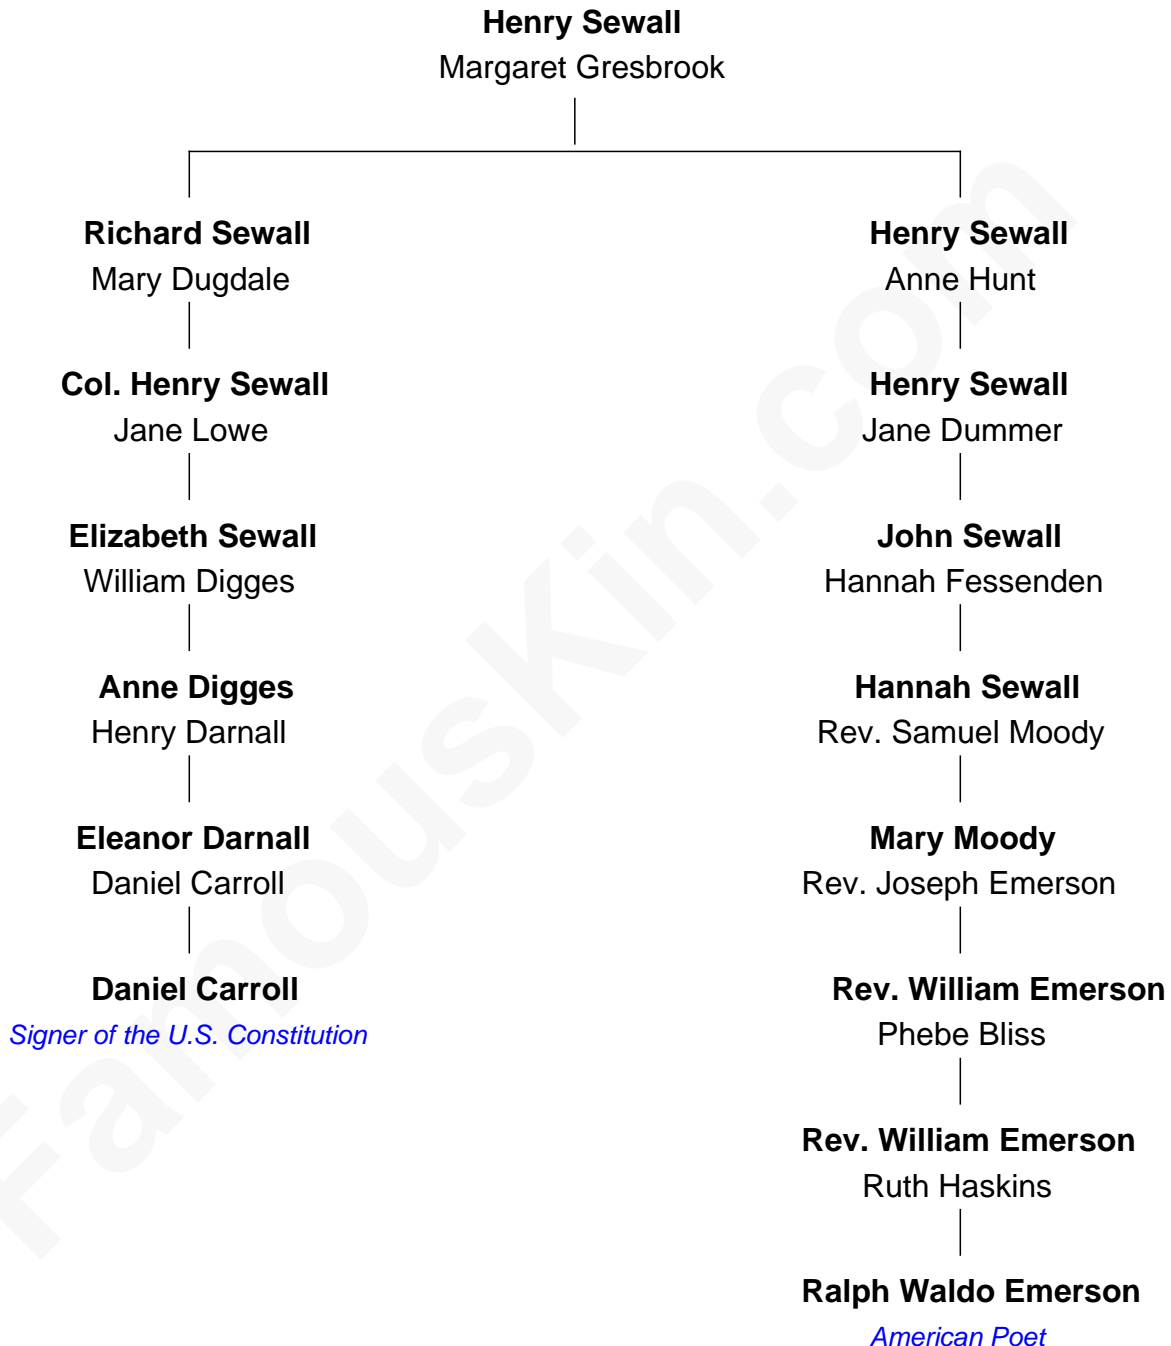 Henry Sewall
Margaret Gresbrook
Richard Sewall
Mary Dugdale
Col. Henry Sewall
Jane Lowe
Elizabeth Sewall
William Digges
Anne Digges
Henry Darnall
Eleanor Darnall
Daniel Carroll
Daniel Carroll
Signer of the U.S. Constitution
Henry Sewall
Anne Hunt
Henry Sewall
Jane Dummer
John Sewall
Hannah Fessenden
Hannah Sewall
Rev. Samuel Moody
Mary Moody
Rev. Joseph Emerson
Rev. William Emerson
Phebe Bliss
Rev. William Emerson
Ruth Haskins
Ralph Waldo Emerson
American Poet
FamousKin.com